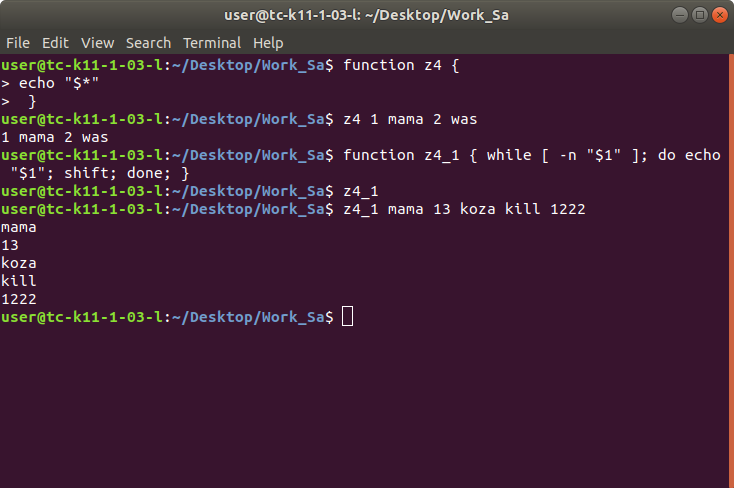 user@tc-k11-1-03-l: ~/Desktop/Work_Sa
File Edit View Search Terminal Help
user@tc-k11-1-03-l:~/Desktop/Work_Sa$ function z4 {
> echo "$*"
>  }
user@tc-k11-1-03-l:~/Desktop/Work_Sa$ z4 1 mama 2 was
1 mama 2 was
user@tc-k11-1-03-l:~/Desktop/Work_Sa$ function z4_1 { while [ -n "$1" ]; do echo
 "$1"; shift; done; }
user@tc-k11-1-03-l:~/Desktop/Work_Sa$ z4_1
user@tc-k11-1-03-l:~/Desktop/Work_Sa$ z4_1 mama 13 koza kill 1222
mama
13
koza
kill
1222
user@tc-k11-1-03-l:~/Desktop/Work_Sa$